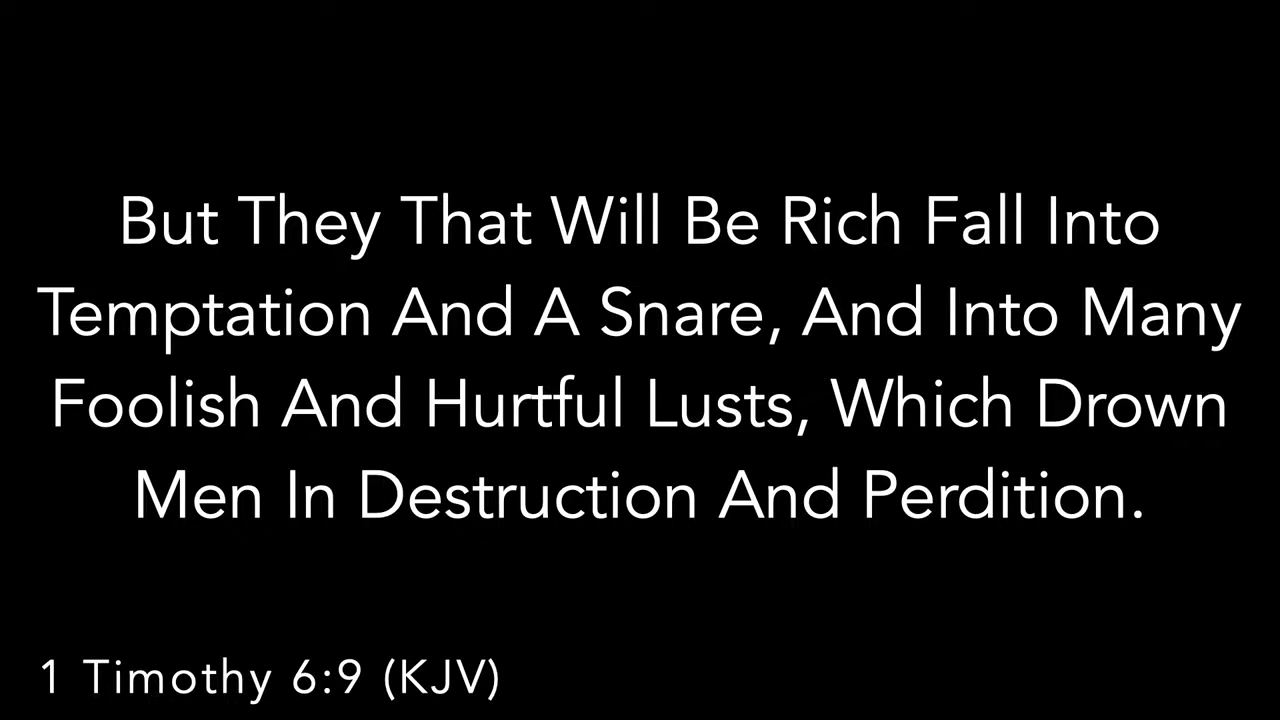 But They That Will Be Rich Fall Into
Temptation And A Snare, And Into Many
Foolish And Hurtful Lusts, Which Drown
Men In Destruction And Perdition.
1 Timothy 6:9 (KJV)